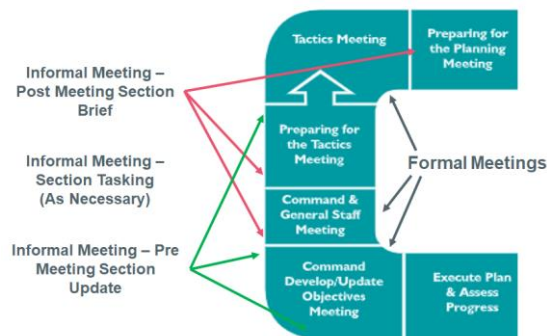 Tactics Meeting
Preparing for
the Planning
Meeting
Informal Meeting –
Post Meeting Section
Brief
Preparing for
the Tactics
Meeting
Informal Meeting –
Section Tasking
(As Necessary)
Formal Meetings
Command &
General Staff
Meeting
Informal Meeting – Pre
Meeting Section
Update
Command
Develop/Update
Objectives
Meeting
Execute Plan
& Assess
Progress